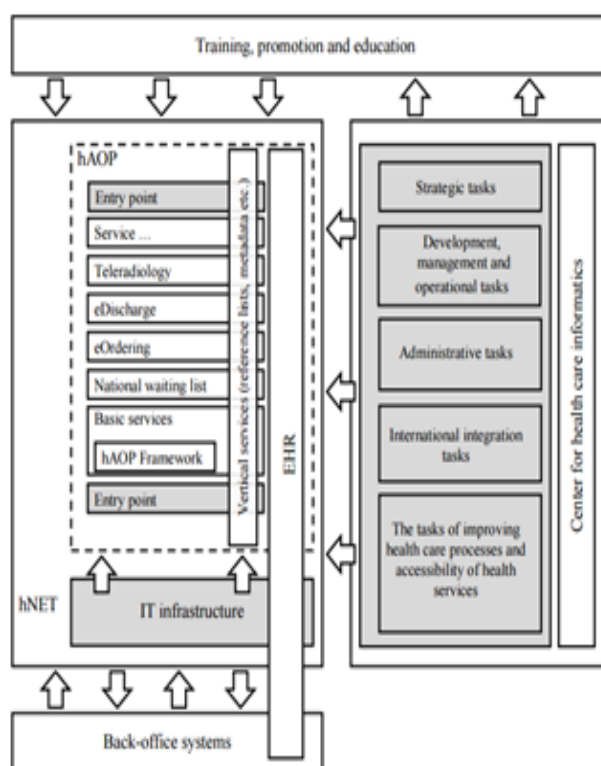 Training, promotion and education
hAOP
Entry point
Service ...
Teleradiology
eDischarge
eOrdering
National waiting list
Basic services
hAOP Framework
Entry point
Vertical services (reference lists, metadata etc.)
EHR
hNET
IT infrastructure
Back-office systems
Strategic tasks
Development,
management and
operational tasks
Administrative tasks
International integration
tasks
The tasks of improving
health care processes and
accessibility of health
services
Center for health care informatics